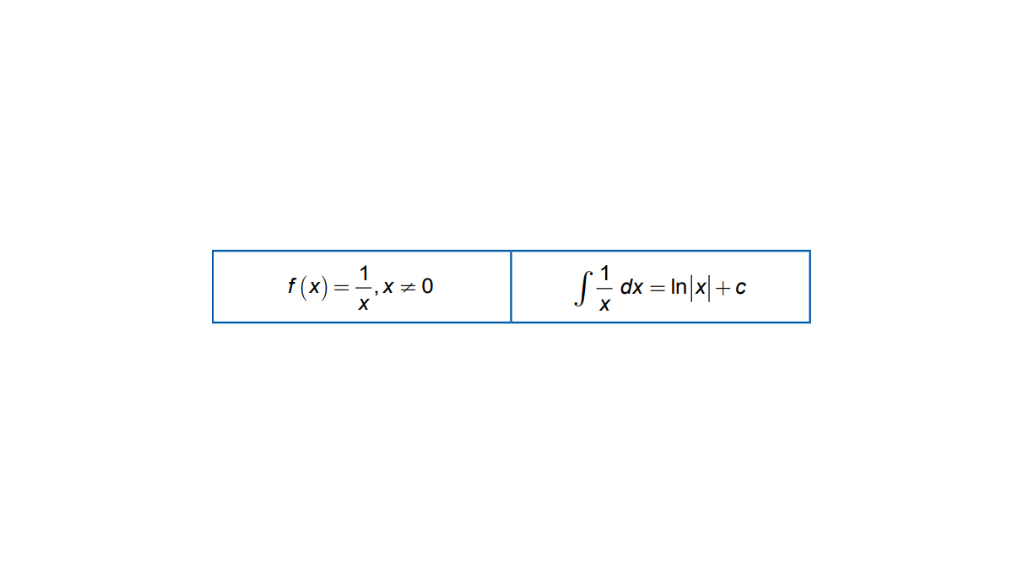 f(x) = 1/x, x ≠ 0
∫ 1/x dx = ln|x| + c